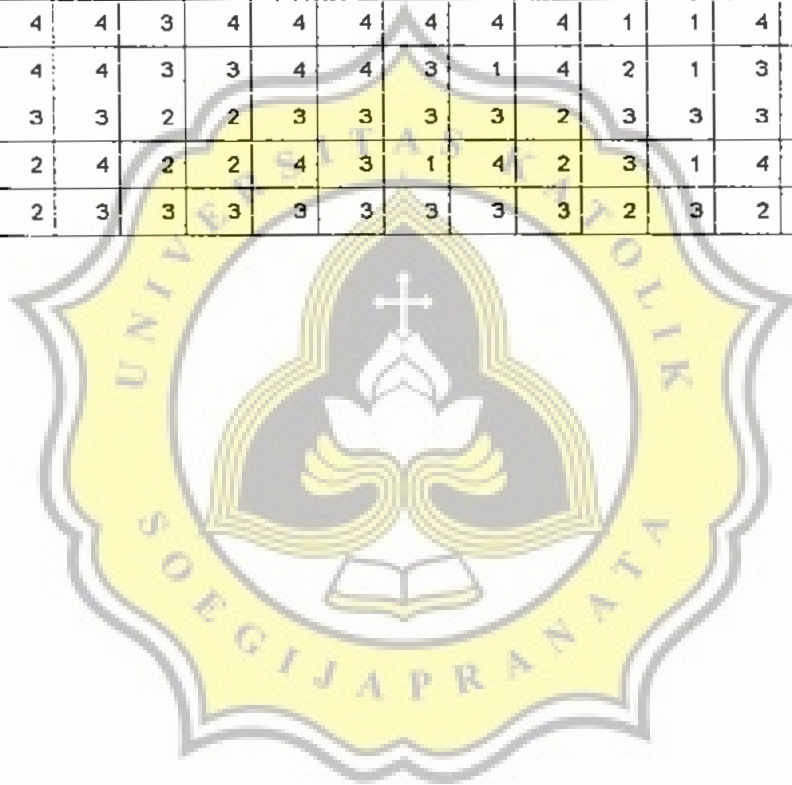 4 4 3 4 4 4 4 4 4 1 1 4
4 4 3 3 4 4 3 1 4 2 1 3
3 3 2 2 3 3 3 3 2 3 3 3
2 4 2 2 4 3 1 4 2 3 1 4
2 3 3 3 3 3 3 3 3 2 3 2
UNIVERSITAS KATOLIK
SOEGIJAPRANATA